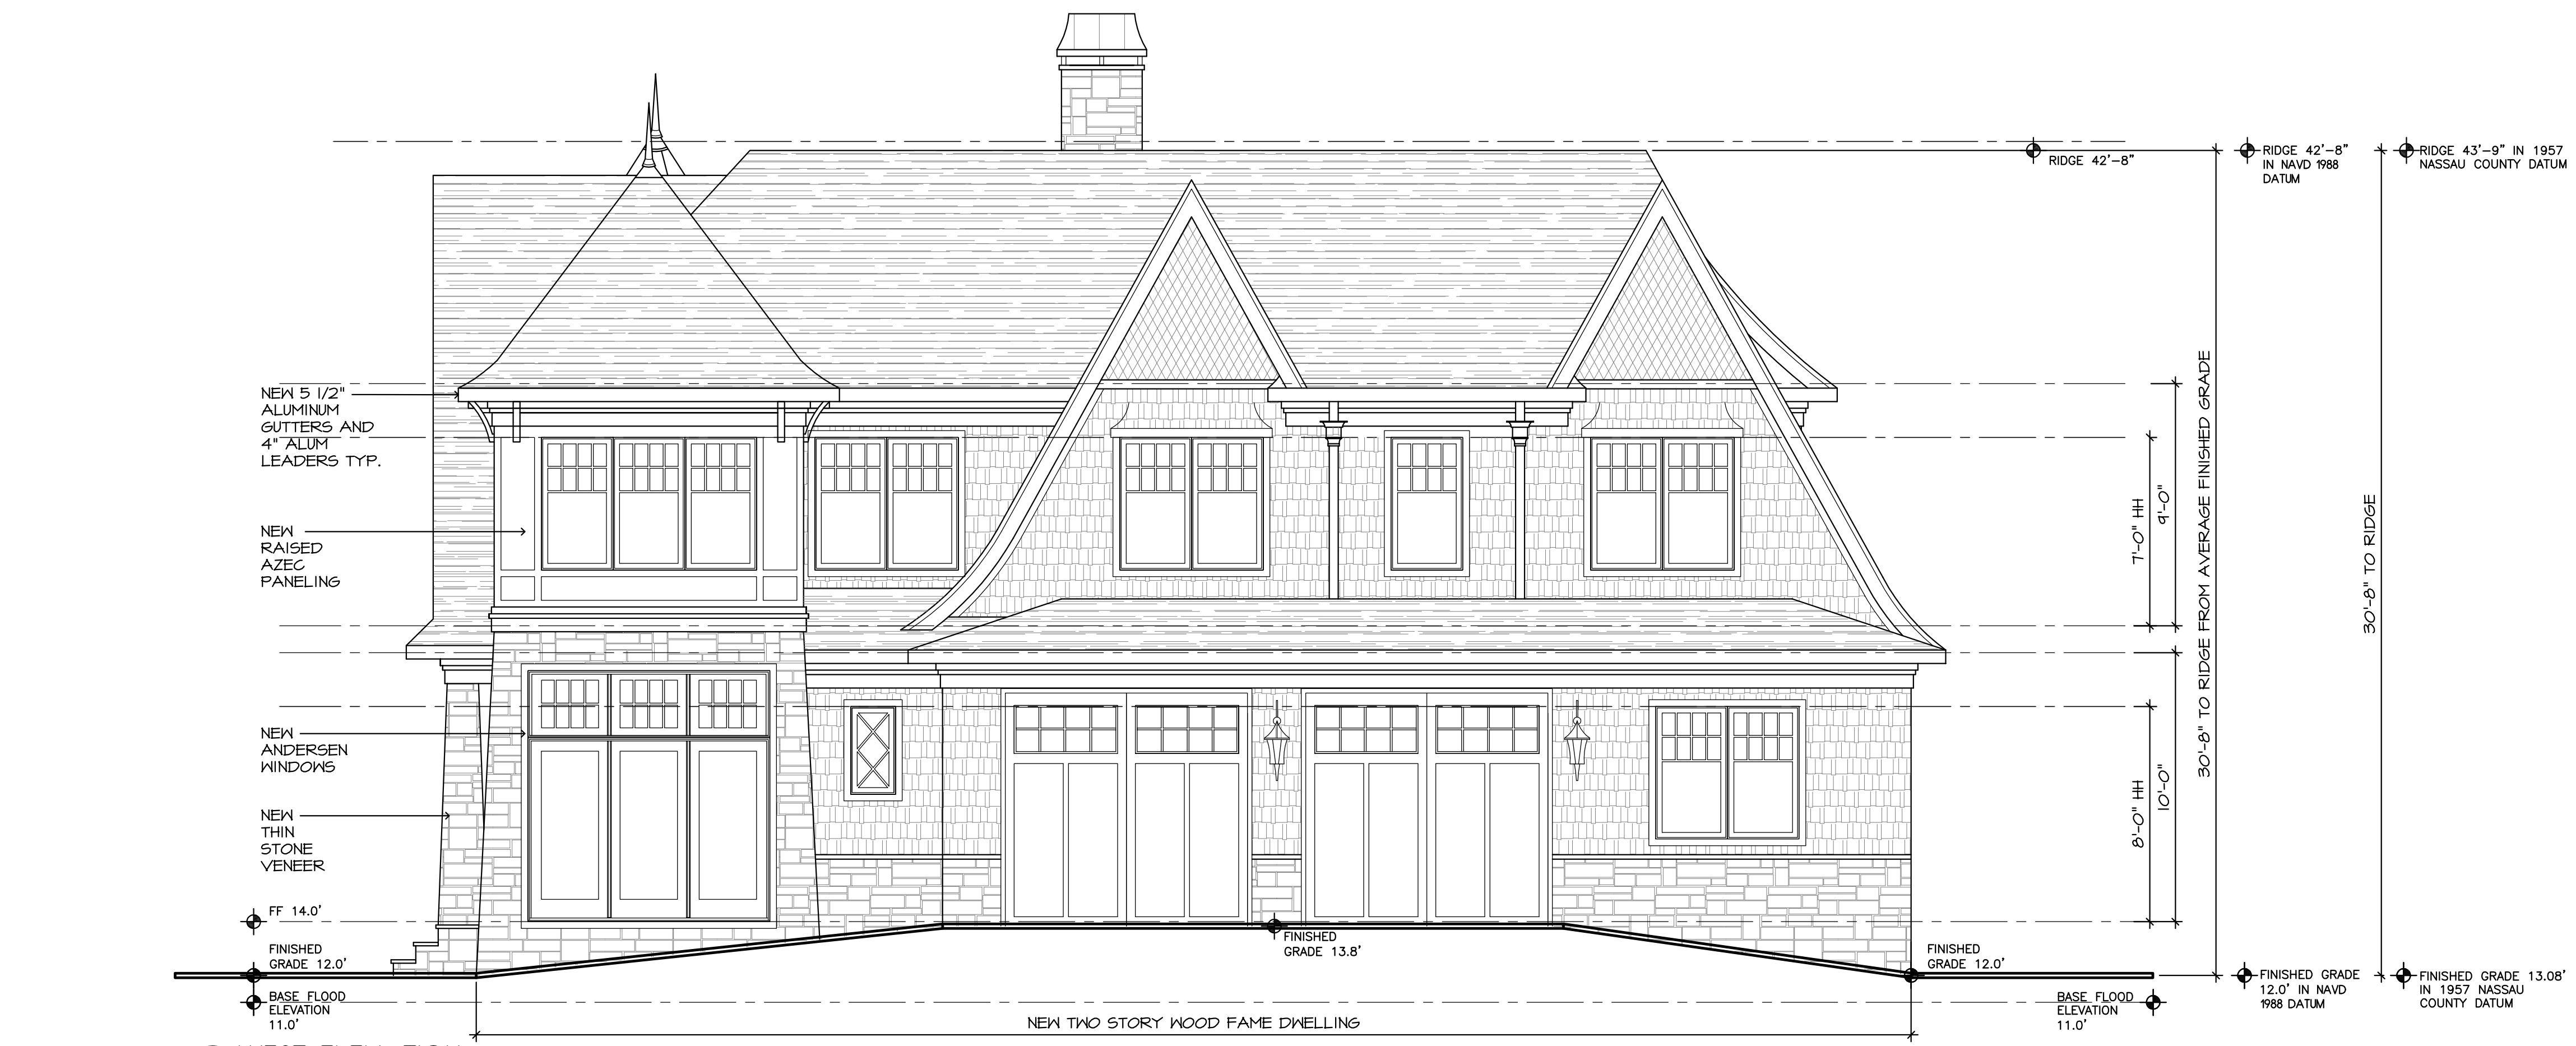 RIDGE 42'-8"
RIDGE 42'-8"
IN NAVD 1988
DATUM
RIDGE 43'-9" IN 1957
NASSAU COUNTY DATUM
NEW 5 1/2"
ALUMINUM
GUTTERS AND
4" ALUM
LEADERS TYP.
NEW
RAISED
AZEC
PANELING
NEW
ANDERSEN
WINDOWS
NEW
THIN
STONE
VENEER
7'-0" HH
9'-0"
30'-8" TO RIDGE FROM AVERAGE FINISHED GRADE
30'-8" TO RIDGE
8'-0" HH
10'-0"
FF 14.0'
FINISHED
GRADE 12.0'
BASE FLOOD
ELEVATION
11.0'
FINISHED
GRADE 13.8'
FINISHED
GRADE 12.0'
BASE FLOOD
ELEVATION
11.0'
FINISHED GRADE
12.0' IN NAVD
1988 DATUM
FINISHED GRADE 13.08'
IN 1957 NASSAU
COUNTY DATUM
NEW TWO STORY WOOD FAME DWELLING